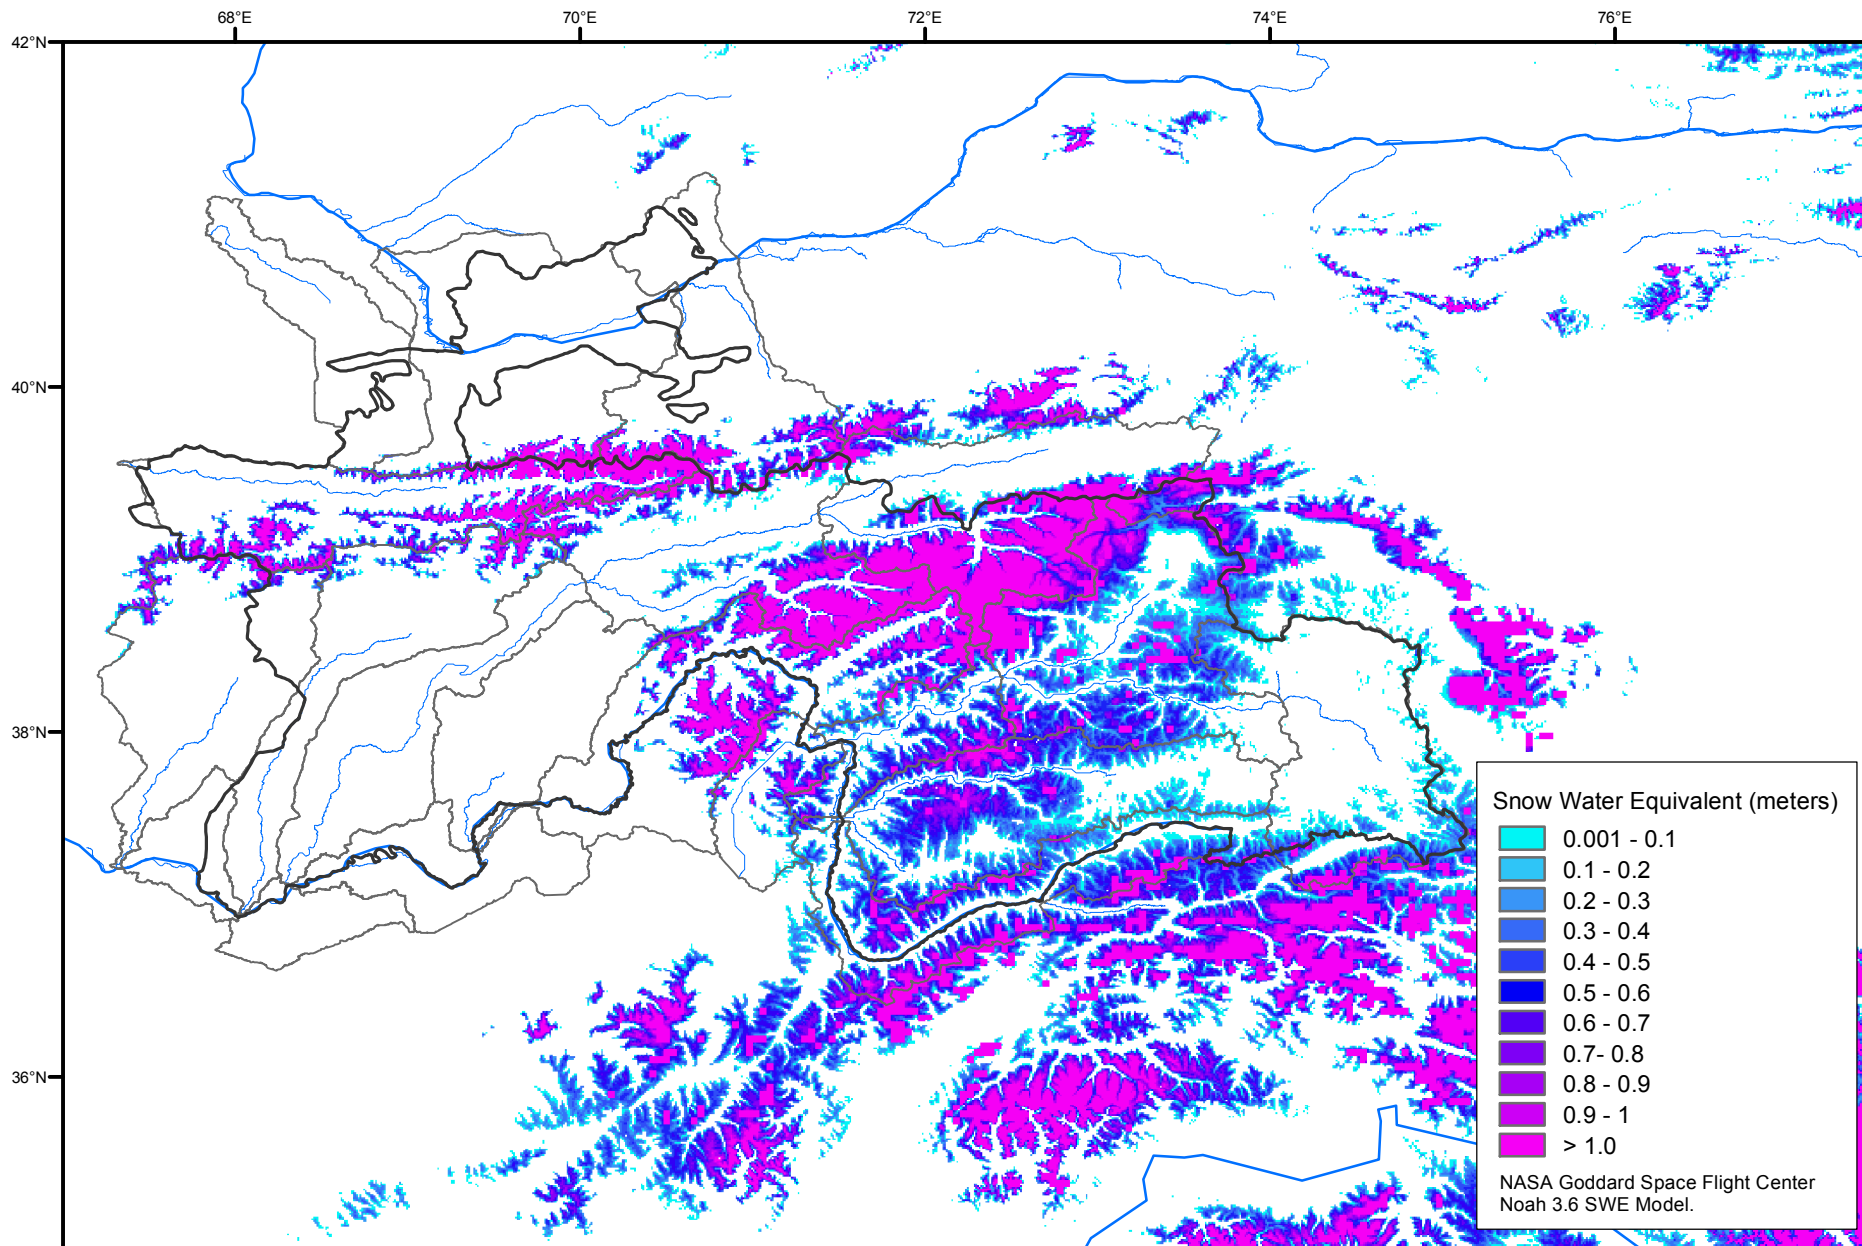 68°E
70°E
72°E
74°E
76°E
42°N
40°N
38°N
36°N
Snow Water Equivalent (meters)
0.001 - 0.1
0.1 - 0.2
0.2 - 0.3
0.3 - 0.4
0.4 - 0.5
0.5 - 0.6
0.6 - 0.7
0.7- 0.8
0.8 - 0.9
0.9 - 1
> 1.0
NASA Goddard Space Flight Center
Noah 3.6 SWE Model.